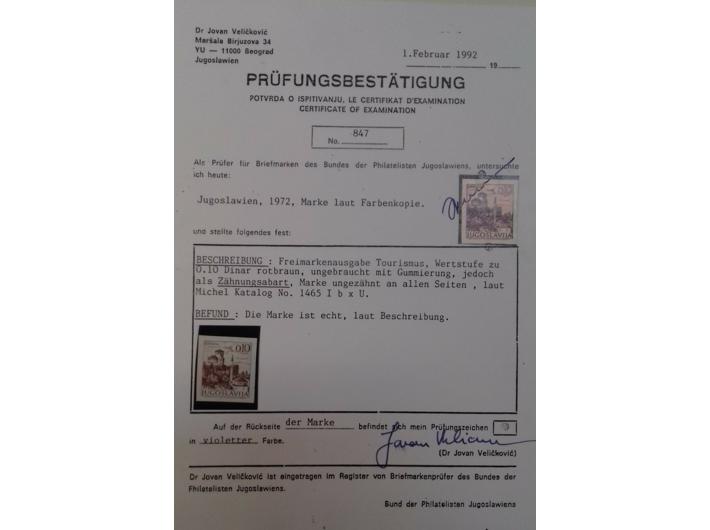 Dr Jovan Veličković
Maršala Birjuzova 34
YU — 11000 Beograd
Jugoslawien
1.Februar 1992
19
PRÜFUNGSBESTÄTIGUNG
POTVRDA O ISPITIVANJU, LE CERTIFIKAT D'EXAMINATION
CERTIFICATE OF EXAMINATION
No. 847
Als Prüfer für Briefmarken des Bundes der Philatelisten Jugoslawiens, untersuchte
ich heute:
Jugoslawien, 1972, Marke laut Farbenkopie.
JUGOSLAVIJA
und stellte folgendes fest:
BESCHREIBUNG : Freimarkenausgabe Tourismus, Wertstufe zu
0.10 Dinar rotbraun, ungebraucht mit Gummierung, jedoch
als Zähnungsabart, Marke ungezähnt an allen Seiten , laut
Michel Katalog No. 1465 I b x U.
BEFUND : Die Marke ist echt, laut Beschreibung.
0.10
JUGOSLAVIJA
Auf der Rückseite der Marke befindet sich mein Prüfungszeichen
in violetter Farbe.
(Dr Jovan Veličković)
Dr Jovan Veličković ist eingetragen im Register von Briefmarkenprüfer des Bundes der
Philatelisten Jugoslawiens.
Bund der Philatelisten Jugoslawiens